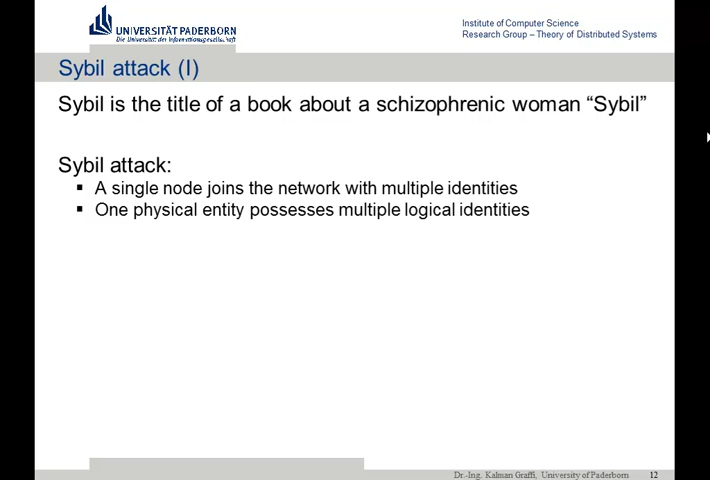 UNIVERSITÄT PADERBORN
Die Universität der Informationsgesellschaft
Institute of Computer Science
Research Group – Theory of Distributed Systems
Sybil attack (I)
Sybil is the title of a book about a schizophrenic woman “Sybil”
Sybil attack:
▪ A single node joins the network with multiple identities
▪ One physical entity possesses multiple logical identities
Dr.-Ing. Kalman Graffi, University of Paderborn 12